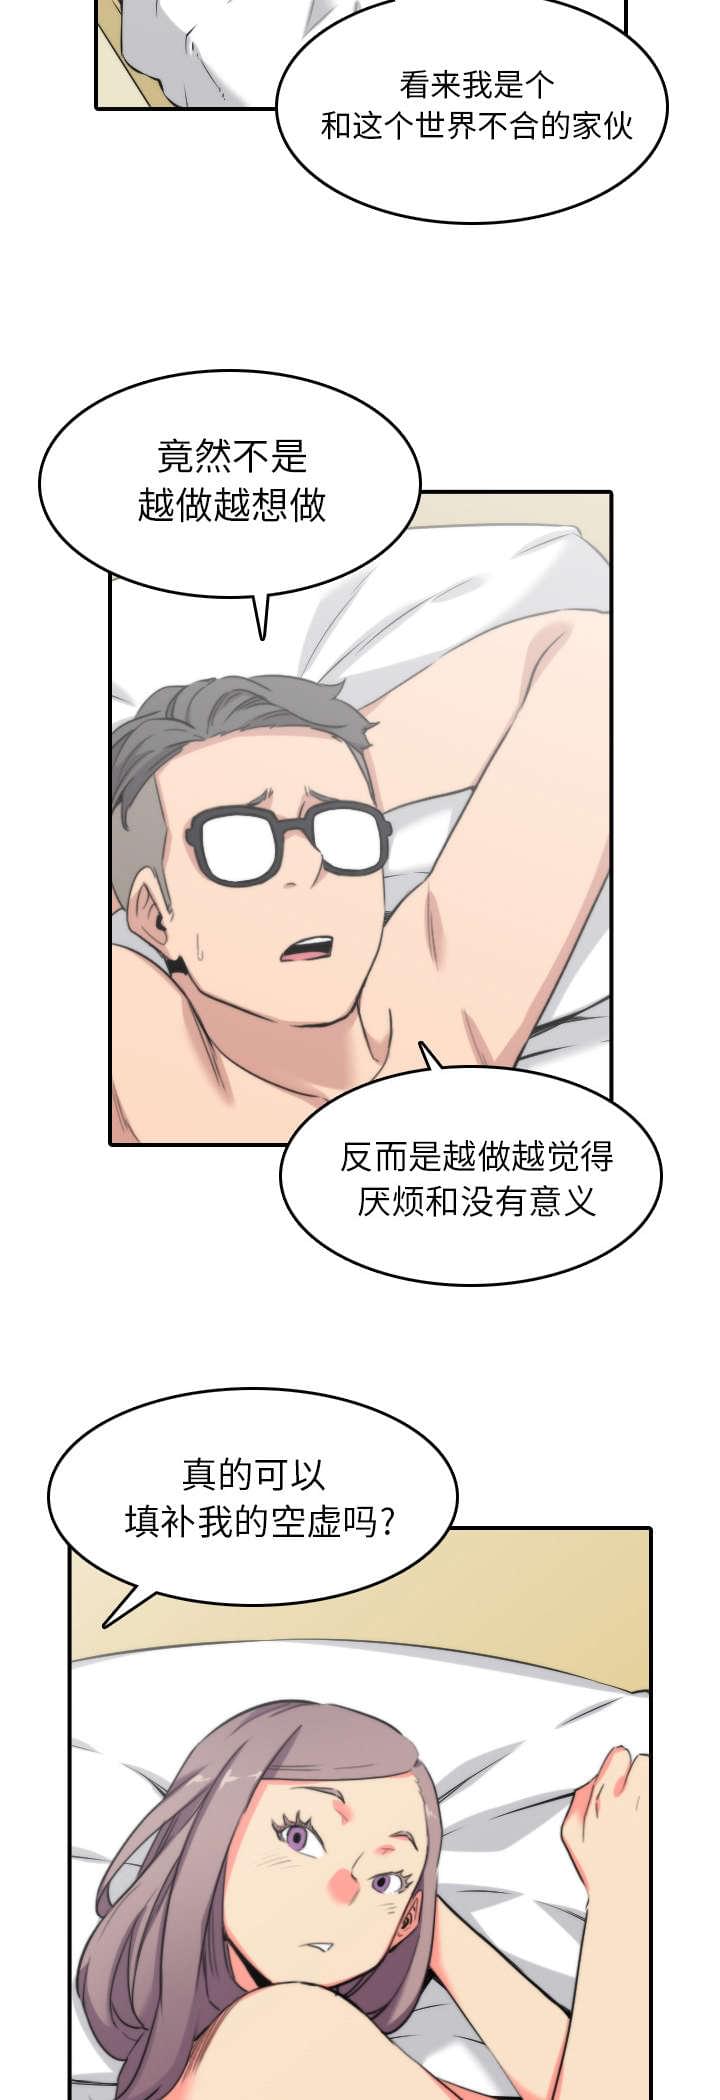 看来我是个
和这个世界不合的家伙
竟然不是
越做越想做
反而是越做越觉得
厌烦和没有意义
真的可以
填补我的空虚吗?